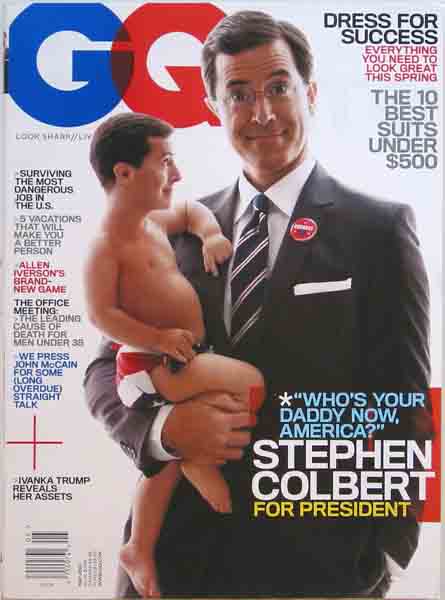 GQ
LOOK SHARP//LIV
DRESS FOR
SUCCESS
EVERYTHING
YOU NEED TO
LOOK GREAT
THIS SPRING
THE 10
BEST
SUITS
UNDER
$500
>SURVIVING
THE MOST
DANGEROUS
JOB IN
THE U.S.
>5 VACATIONS
THAT WILL
MAKE YOU
A BETTER
PERSON
>ALLEN
IVERSON'S
BRAND-
NEW GAME
THE OFFICE
MEETING:
>THE LEADING
CAUSE OF
DEATH FOR
MEN UNDER 38
>WE PRESS
JOHN McCAIN
FOR SOME
(LONG
OVERDUE)
STRAIGHT
TALK
>IVANKA TRUMP
REVEALS
HER ASSETS
*"WHO'S YOUR
DADDY NOW,
AMERICA?"
STEPHEN
COLBERT
FOR PRESIDENT